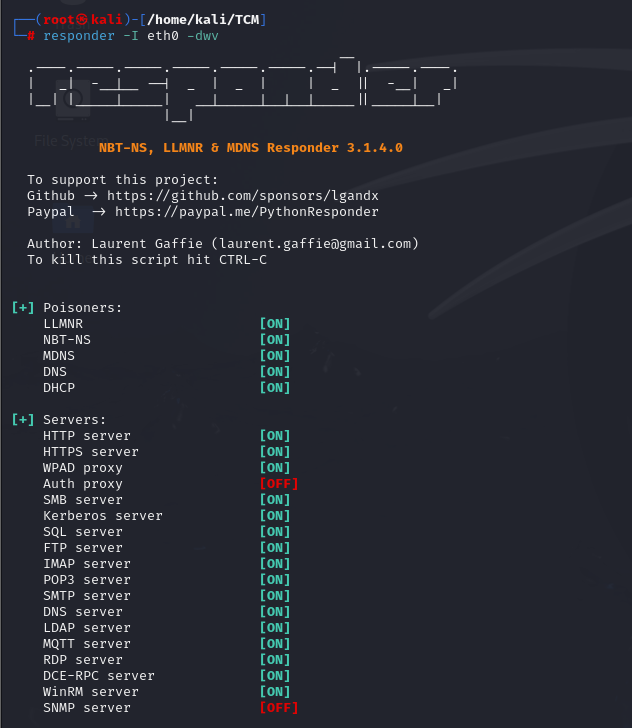 (root㉿kali)-[/home/kali/TCM]
# responder -I eth0 -dwv
NBT-NS, LLMNR & MDNS Responder 3.1.4.0
To support this project:
Github -> https://github.com/sponsors/lgandx
Paypal -> https://paypal.me/PythonResponder
Author: Laurent Gaffie (laurent.gaffie@gmail.com)
To kill this script hit CTRL-C
[+] Poisoners:
LLMNR [ON]
NBT-NS [ON]
MDNS [ON]
DNS [ON]
DHCP [ON]
[+] Servers:
HTTP server [ON]
HTTPS server [ON]
WPAD proxy [ON]
Auth proxy [OFF]
SMB server [ON]
Kerberos server [ON]
SQL server [ON]
FTP server [ON]
IMAP server [ON]
POP3 server [ON]
SMTP server [ON]
DNS server [ON]
LDAP server [ON]
MQTT server [ON]
RDP server [ON]
DCE-RPC server [ON]
WinRM server [ON]
SNMP server [OFF]
File System